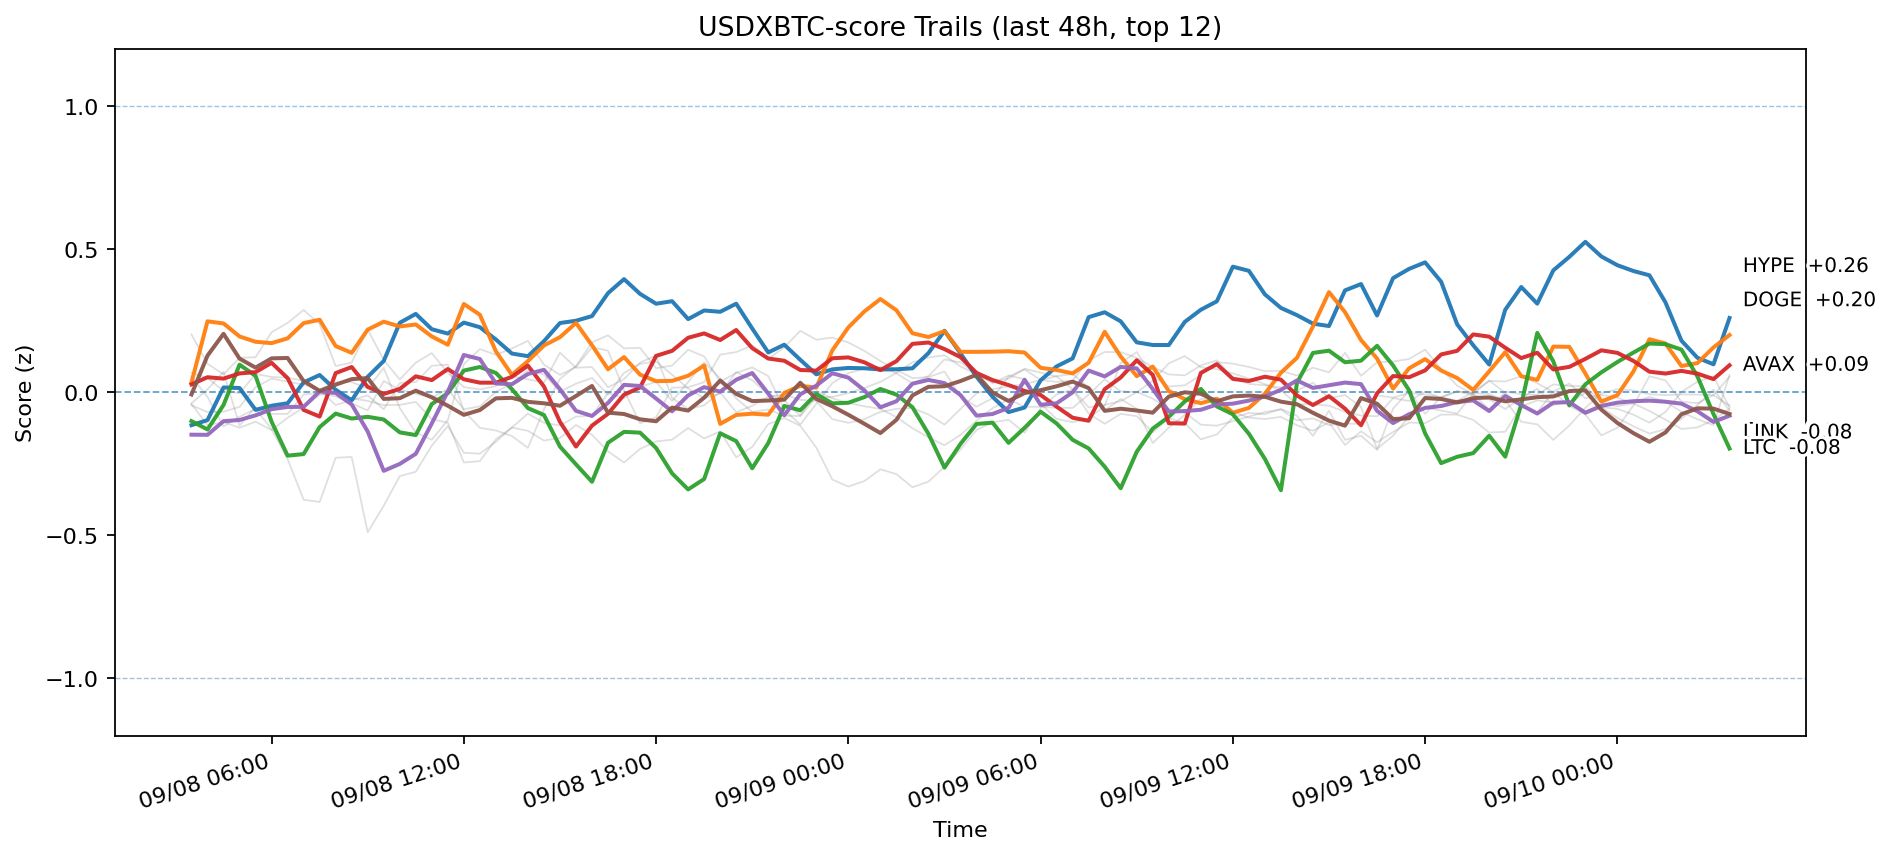 USDXBTC-score Trails (last 48h, top 12)
Score (z)
1.0
0.5
0.0
−0.5
−1.0
HYPE +0.26
DOGE +0.20
AVAX +0.09
LINK -0.08
LTC -0.08
09/08 06:00
09/08 12:00
09/08 18:00
09/09 00:00
09/09 06:00
09/09 12:00
09/09 18:00
09/10 00:00
Time